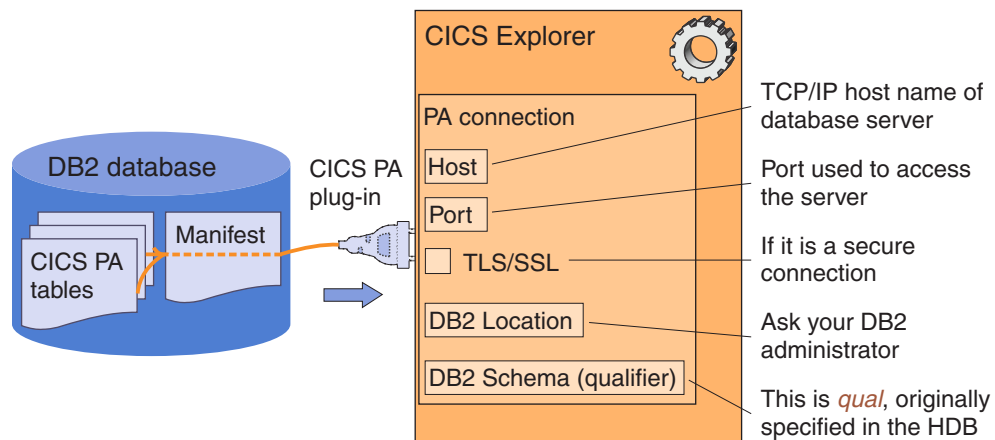 CICS Explorer
TCP/IP host name of
database server
PA connection
DB2 database
CICS PA
plug-in
Host
Port used to access
the server
Port
Manifest
CICS PA
tables
TLS/SSL
If it is a secure
connection
DB2 Location
Ask your DB2
administrator
DB2 Schema (qualifier)
This is qual, originally
specified in the HDB